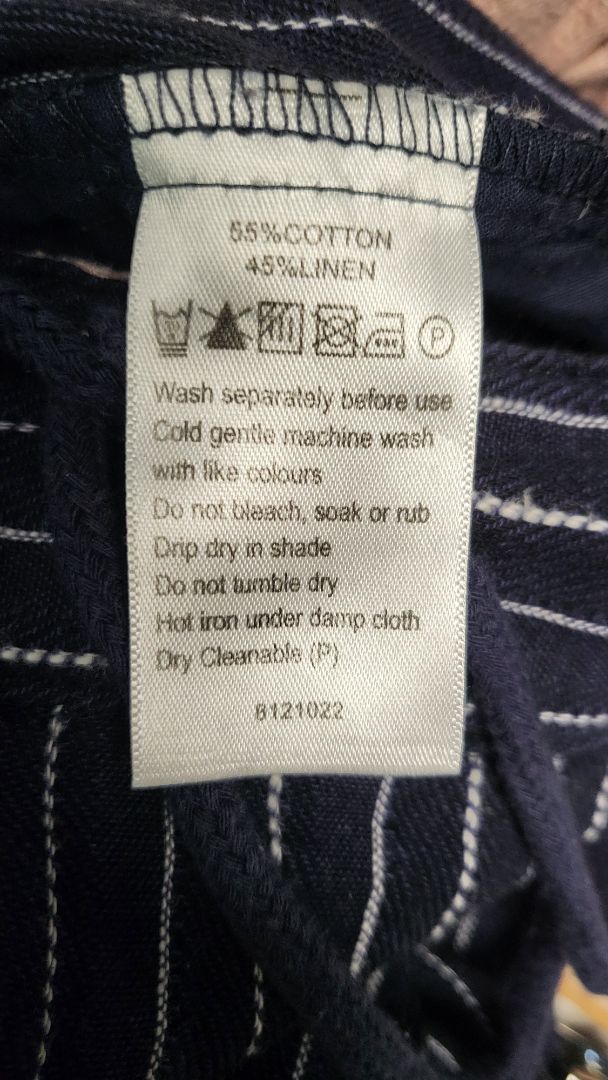 55%COTTON
45%LINEN
P
Wash separately before use
Cold gentle machine wash
with like colours
Do not bleach, soak or rub
Drip dry in shade
Do not tumble dry
Hot iron under damp cloth
Dry Cleanable (P)
8121022